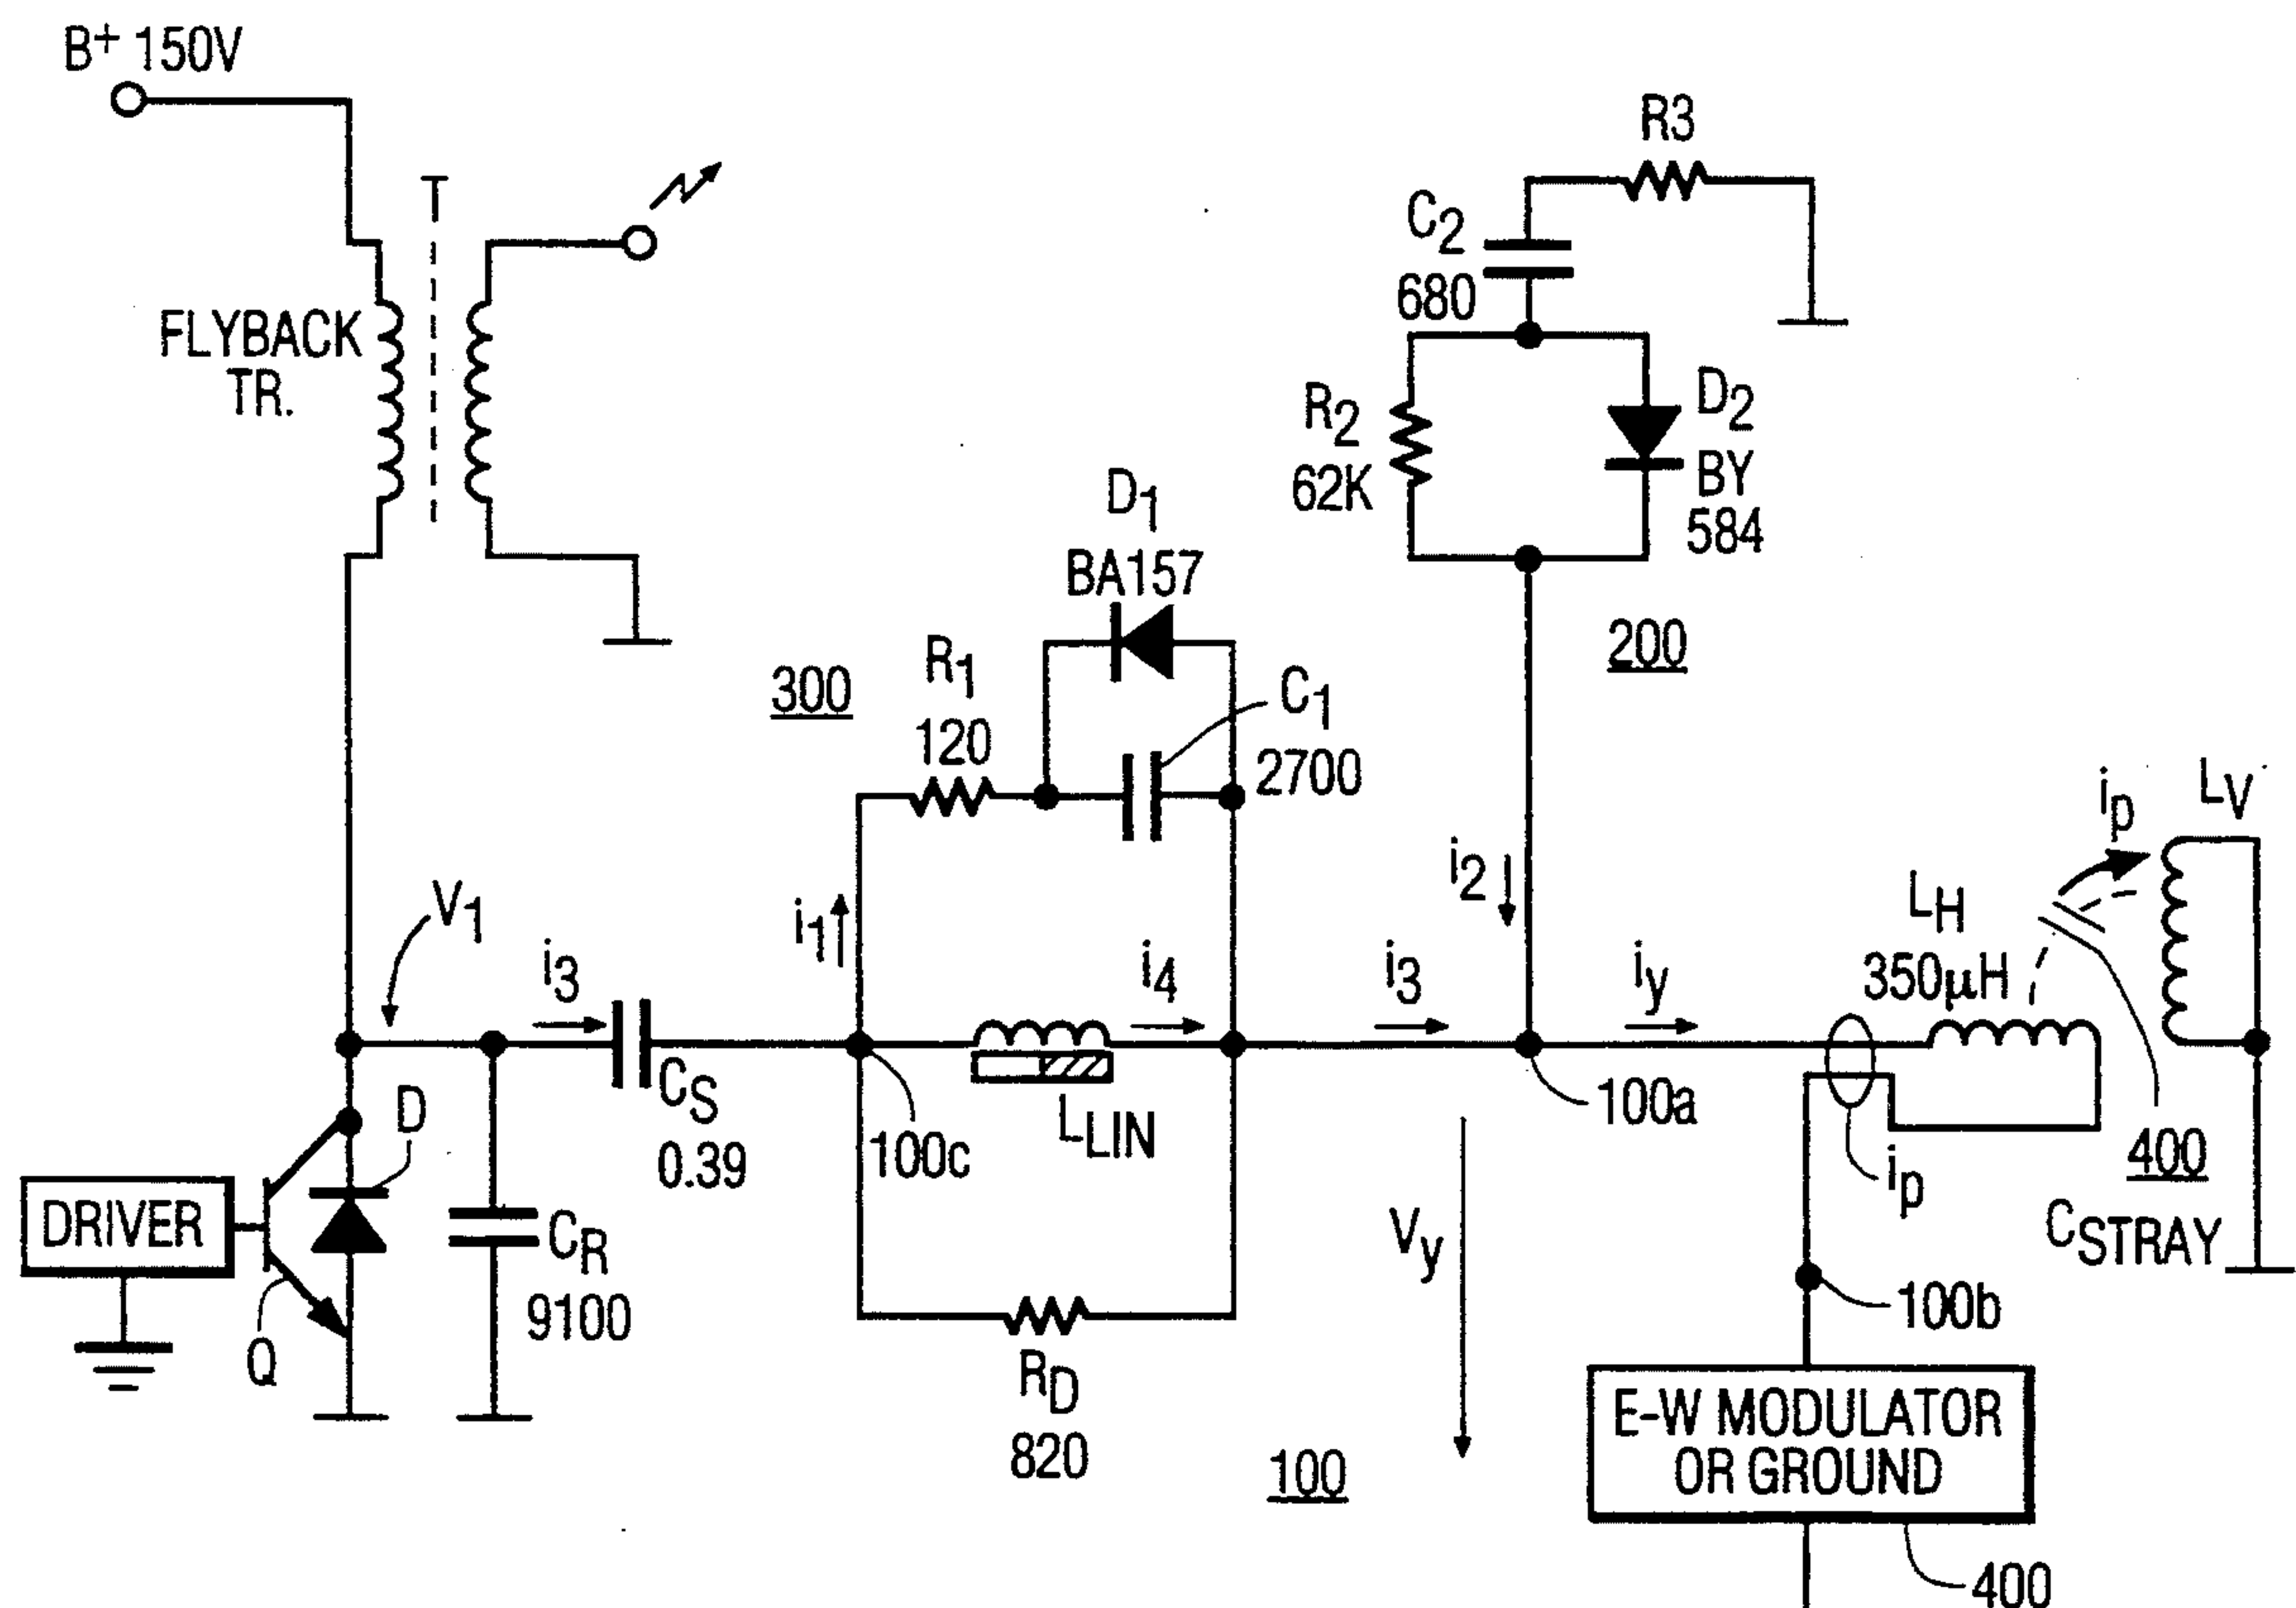 B+ 150V
T
FLYBACK
TR.
R3
C2
680
R2
62K
D2
BY
584
200
D1
BA157
300
R1
120
C1
2700
V1
i3
i1
i4
i3
i2
iy
LH
350μH
ip
LV
CS
0.39
100c
LLIN
100a
ip
400
CSTRAY
DRIVER
Q
D
CR
9100
RD
820
100
Vy
100b
E-W MODULATOR
OR GROUND
400